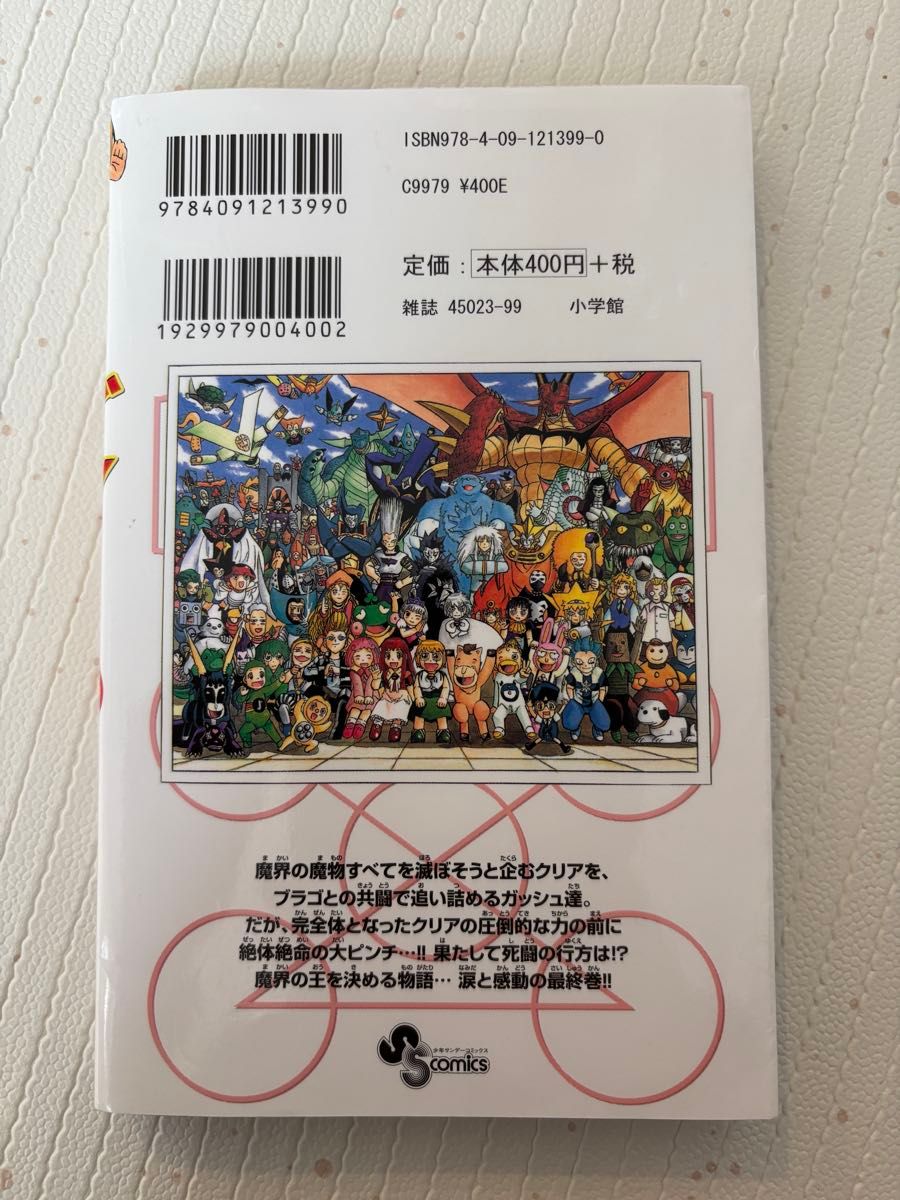 ISBN978-4-09-121399-0
C9979 ¥400E
9784091213990
定価：本体400円+税
雑誌 45023-99 小学館
1929979004002
魔界の魔物すべてを滅ぼそうと企むクリアを、
ブラゴとの共闘で追い詰めるガッシュ達。
だが、完全体となったクリアの圧倒的な力の前に
絶体絶命の大ピンチ…!! 果たして死闘の行方は!?
魔界の王を決める物語… 涙と感動の最終巻!!
少年サンデーコミックス
SScomics